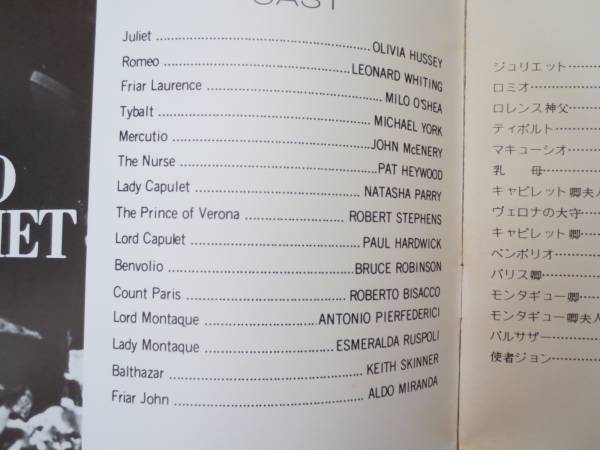 CAST
Juliet ........ OLIVIA HUSSEY
Romeo ........ LEONARD WHITING
Friar Laurence ........ MILO O'SHEA
Tybalt ........ MICHAEL YORK
Mercutio ........ JOHN McENERY
The Nurse ........ PAT HEYWOOD
Lady Capulet ........ NATASHA PARRY
The Prince of Verona ........ ROBERT STEPHENS
Lord Capulet ........ PAUL HARDWICK
Benvolio ........ BRUCE ROBINSON
Count Paris ........ ROBERTO BISACCO
Lord Montaque ........ ANTONIO PIERFEDERICI
Lady Montaque ........ ESMERALDA RUSPOLI
Balthazar ........ KEITH SKINNER
Friar John ........ ALDO MIRANDA
ジュリエット………
ロミオ………
ロレンス神父………
ティボルト………
マキューシオ………
乳　母………
キャピレット卿夫人
ヴェロナの大守………
キャピレット卿………
ベンボリオ………
パリス卿………
モンタギュー卿………
モンタギュー卿夫人
バルサザー………
使者ジョン………